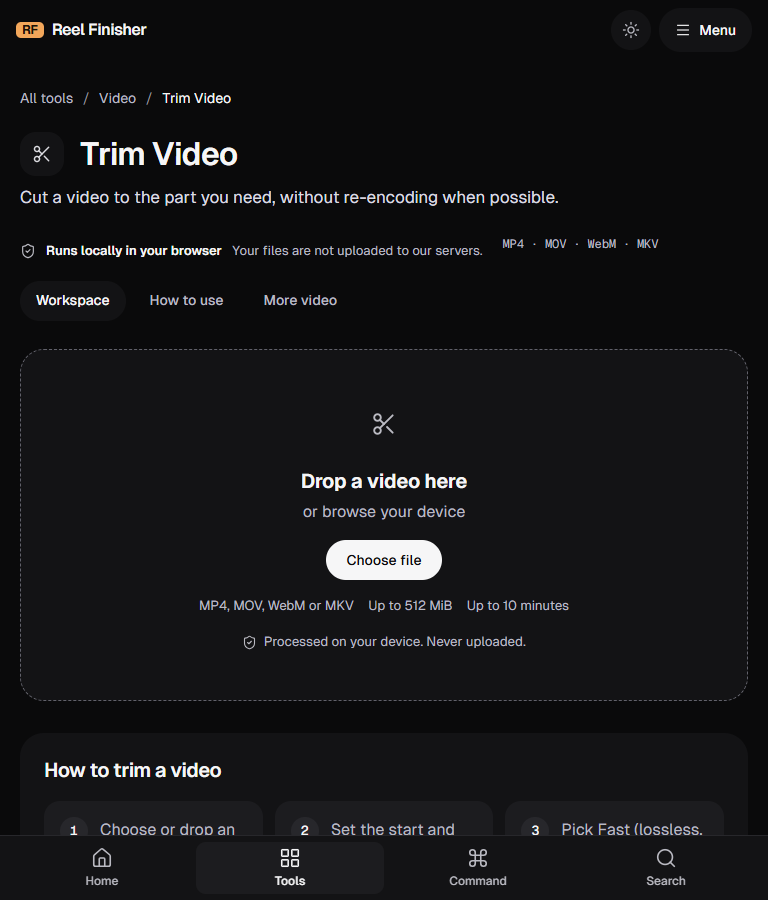 RF Reel Finisher
Menu
All tools / Video / Trim Video
Trim Video
Cut a video to the part you need, without re-encoding when possible.
Runs locally in your browser Your files are not uploaded to our servers. MP4 · MOV · WebM · MKV
Workspace How to use More video
Drop a video here
or browse your device
Choose file
MP4, MOV, WebM or MKV Up to 512 MiB Up to 10 minutes
Processed on your device. Never uploaded.
How to trim a video
1 Choose or drop an 2 Set the start and 3 Pick Fast (lossless,
Home Tools Command Search